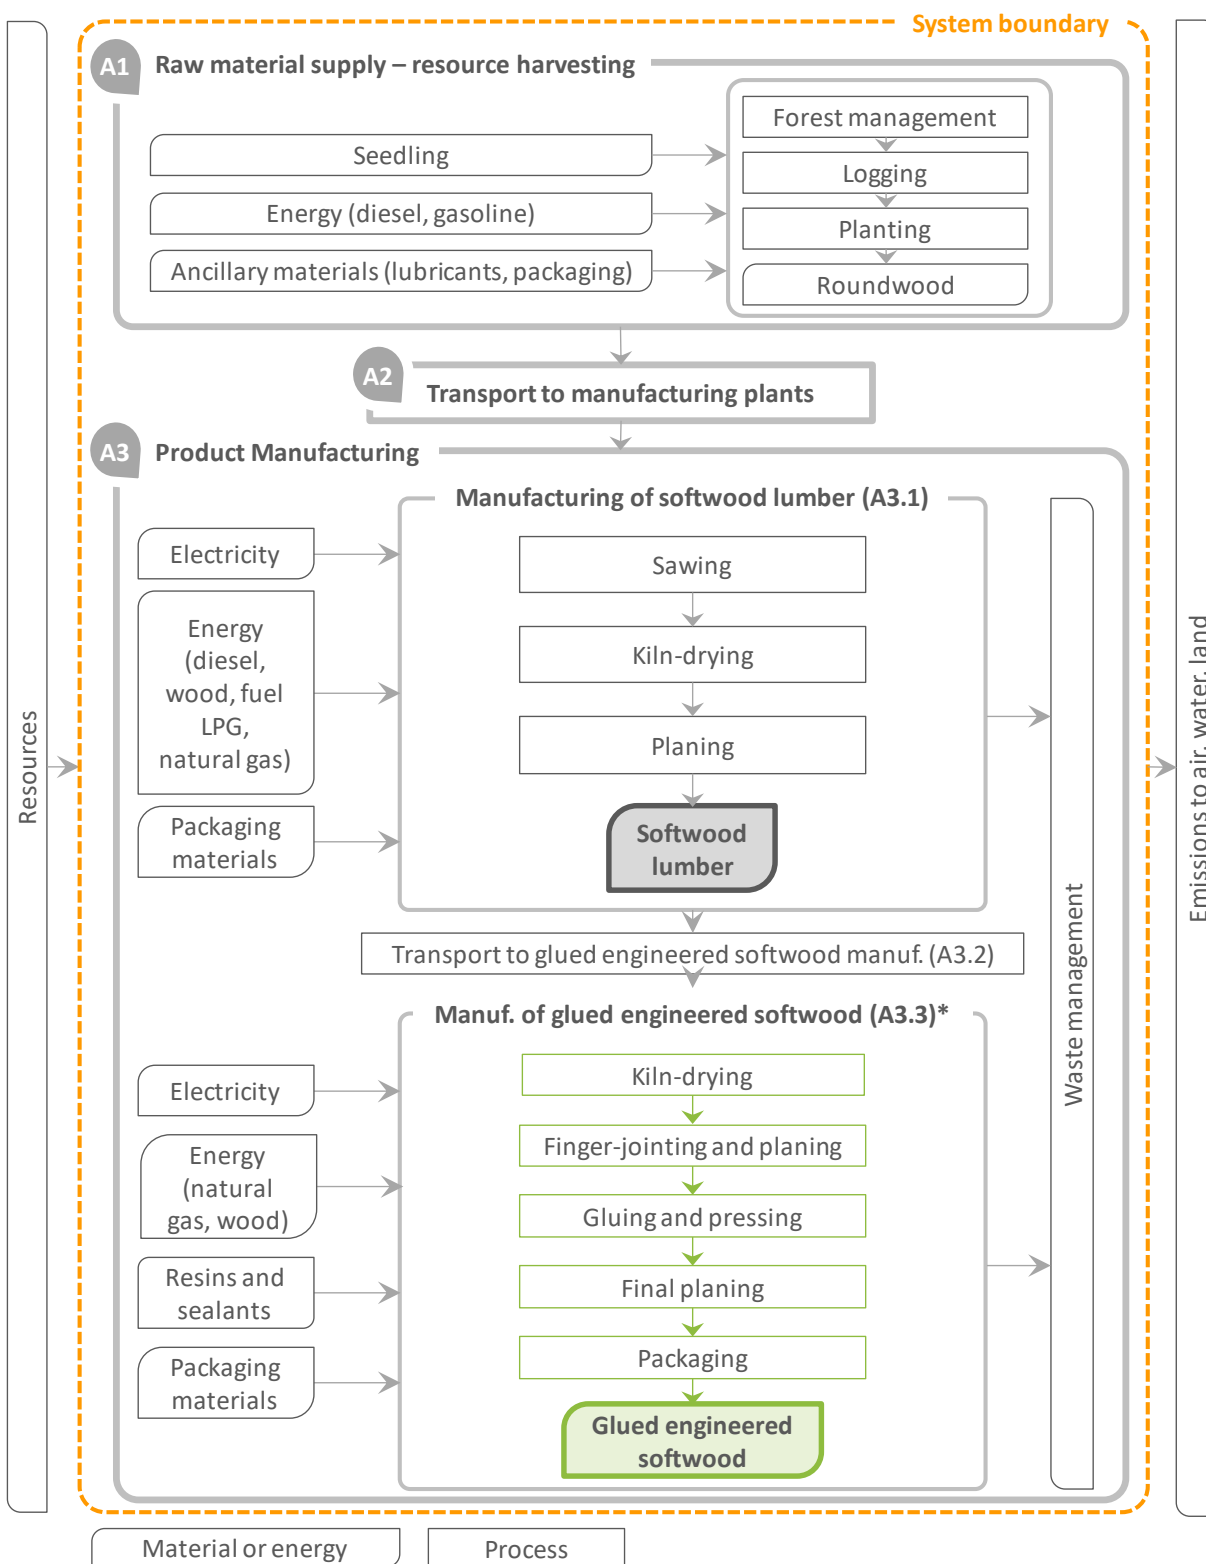 System boundary
A1
Raw material supply – resource harvesting
Forest management
Seedling
Logging
Energy (diesel, gasoline)
Planting
Ancillary materials (lubricants, packaging)
Roundwood
A2
Transport to manufacturing plants
A3
Product Manufacturing
Manufacturing of softwood lumber (A3.1)
Electricity
Sawing
Energy
(diesel,
wood, fuel
LPG,
natural gas)
Kiln-drying
Planing
Packaging
materials
Softwood
lumber
Transport to glued engineered softwood manuf. (A3.2)
Manuf. of glued engineered softwood (A3.3)*
Electricity
Kiln-drying
Energy
(natural
gas, wood)
Finger-jointing and planing
Gluing and pressing
Resins and
sealants
Final planing
Packaging
materials
Packaging
Glued engineered
softwood
Waste management
Resources
Emissions to air, water, land
Material or energy
Process